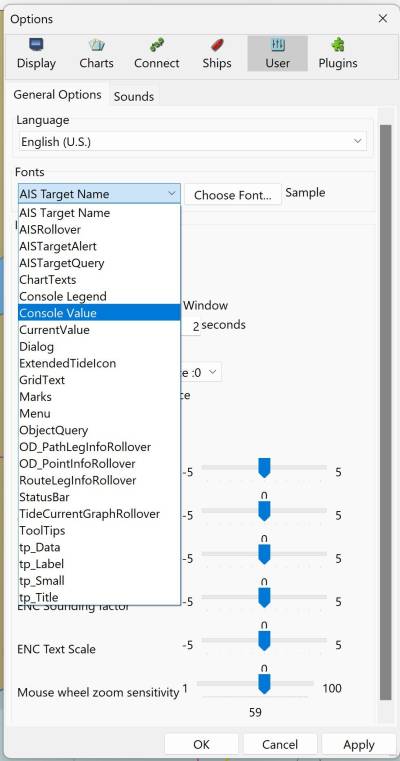 Options
Display Charts Connect Ships User Plugins
General Options Sounds
Language
English (U.S.)
Fonts
AIS Target Name Choose Font... Sample
AIS Target Name
AISRollover
AISTargetAlert
AISTargetQuery
ChartTexts
Console Legend
Console Value
Window
CurrentValue
2 seconds
Dialog
ExtendedTideIcon
GridText
:0
Marks
Menu
ObjectQuery
OD_PathLegInfoRollover
OD_PointInfoRollover
RouteLegInfoRollover
-5 5
StatusBar
0
TideCurrentGraphRollover
-5 5
ToolTips
0
tp_Data
-5 5
tp_Label
tp_Small
0
tp_Title
-5 5
ENC Sounding factor
0
ENC Text Scale -5 5
0
Mouse wheel zoom sensitivity 1 100
59
OK Cancel Apply